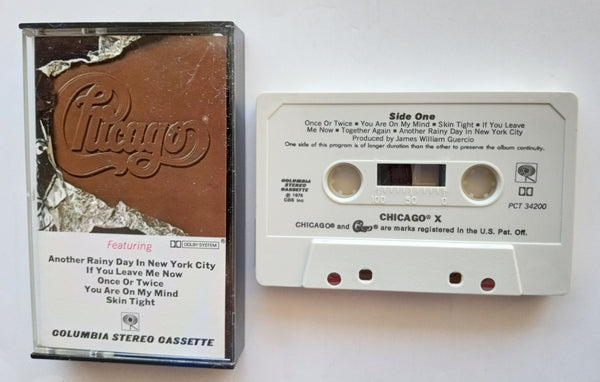 Chicago
Featuring
DOLBY SYSTEM
Another Rainy Day In New York City
If You Leave Me Now
Once Or Twice
You Are On My Mind
Skin Tight
COLUMBIA STEREO CASSETTE
Side One
Once Or Twice ▪ You Are On My Mind ▪ Skin Tight ▪ If You Leave
Me Now ▪ Together Again ▪ Another Rainy Day In New York City
Produced by James William Guercio
One side of this program is of longer duration than the other to preserve the album continuity.
COLUMBIA
STEREO
CASSETTE
℗ 1976
CBS Inc
100 50 0
PCT 34200
CHICAGO® X
CHICAGO® and Chicago® are marks registered in the U.S. Pat. Off.